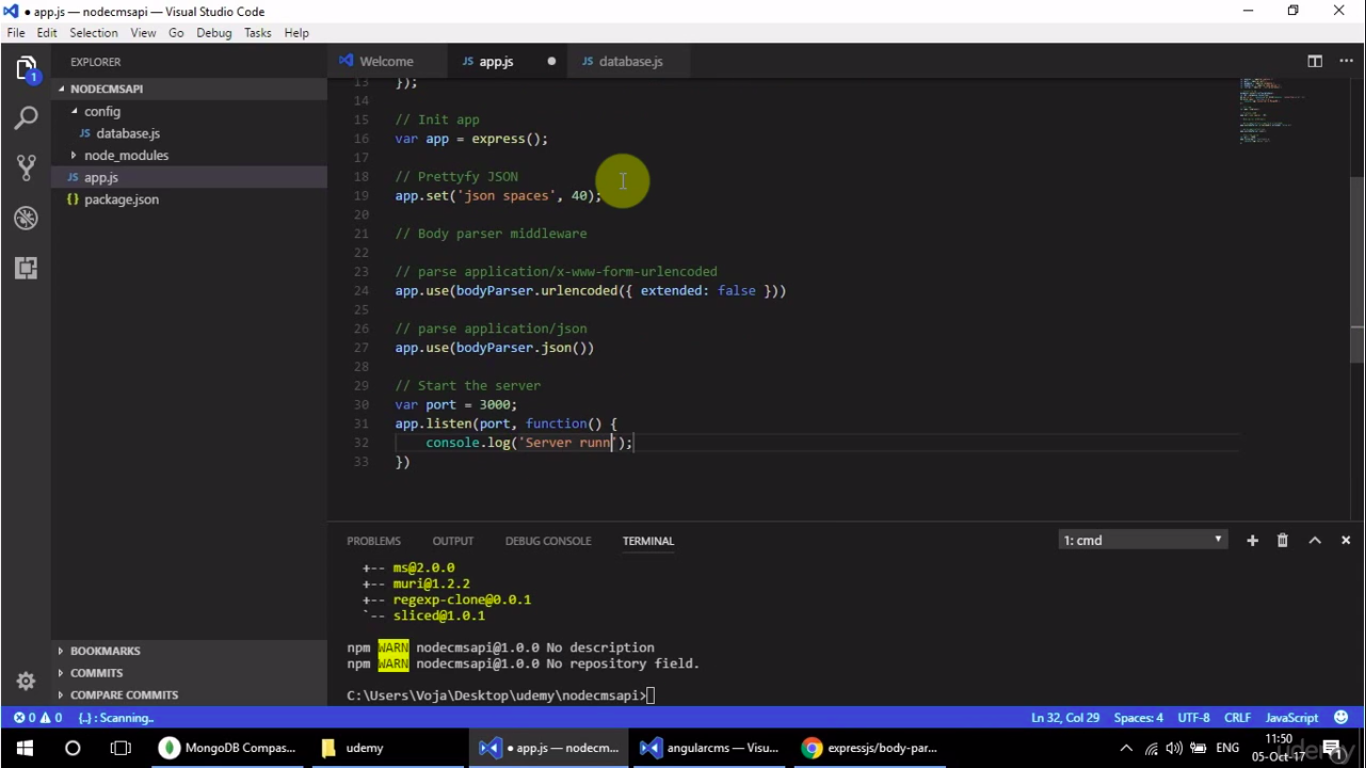 ● app.js — nodecmsapi — Visual Studio Code
File Edit Selection View Go Debug Tasks Help
1
EXPLORER
NODECMSAPI
config
JS database.js
node_modules
JS app.js
{} package.json
BOOKMARKS
COMMITS
COMPARE COMMITS
Welcome JS app.js ● JS database.js ···
13 });
14
15 // Init app
16 var app = express();
17
18 // Prettyfy JSON
19 app.set('json spaces', 40);
20
21 // Body parser middleware
22
23 // parse application/x-www-form-urlencoded
24 app.use(bodyParser.urlencoded({ extended: false }))
25
26 // parse application/json
27 app.use(bodyParser.json())
28
29 // Start the server
30 var port = 3000;
31 app.listen(port, function() {
32 console.log('Server runn');
33 })
PROBLEMS OUTPUT DEBUG CONSOLE TERMINAL 1: cmd
+-- ms@2.0.0
+-- muri@1.2.2
+-- regexp-clone@0.0.1
`-- sliced@1.0.1
npm WARN nodecmsapi@1.0.0 No description
npm WARN nodecmsapi@1.0.0 No repository field.
C:\Users\Voja\Desktop\udemy\nodecmsapi>
0 0 {..} : Scanning.. Ln 32, Col 29 Spaces: 4 UTF-8 CRLF JavaScript
MongoDB Compas... udemy ● app.js — nodecm... angularcms — Visu... expressjs/body-par... ENG 11:50
05-Oct-17
1
udemy